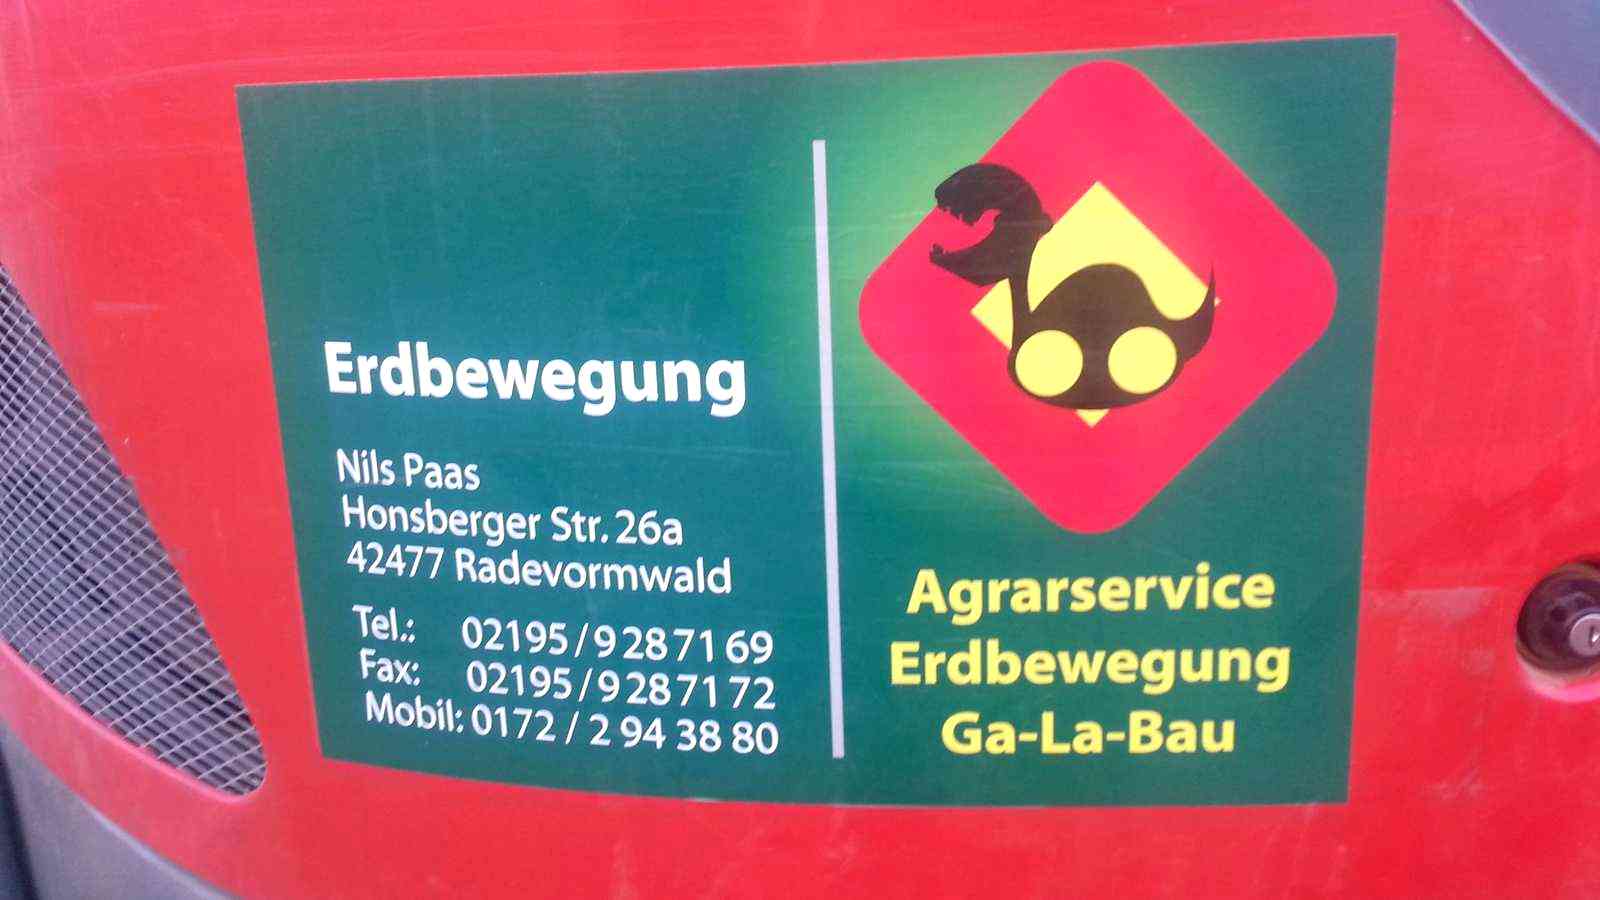 Erdbewegung
Nils Paas
Honsberger Str. 26a
42477 Radevormwald
Tel.: 02195 / 9 28 71 69
Fax: 02195 / 9 28 71 72
Mobil: 0172 / 2 94 38 80
Agrarservice
Erdbewegung
Ga-La-Bau